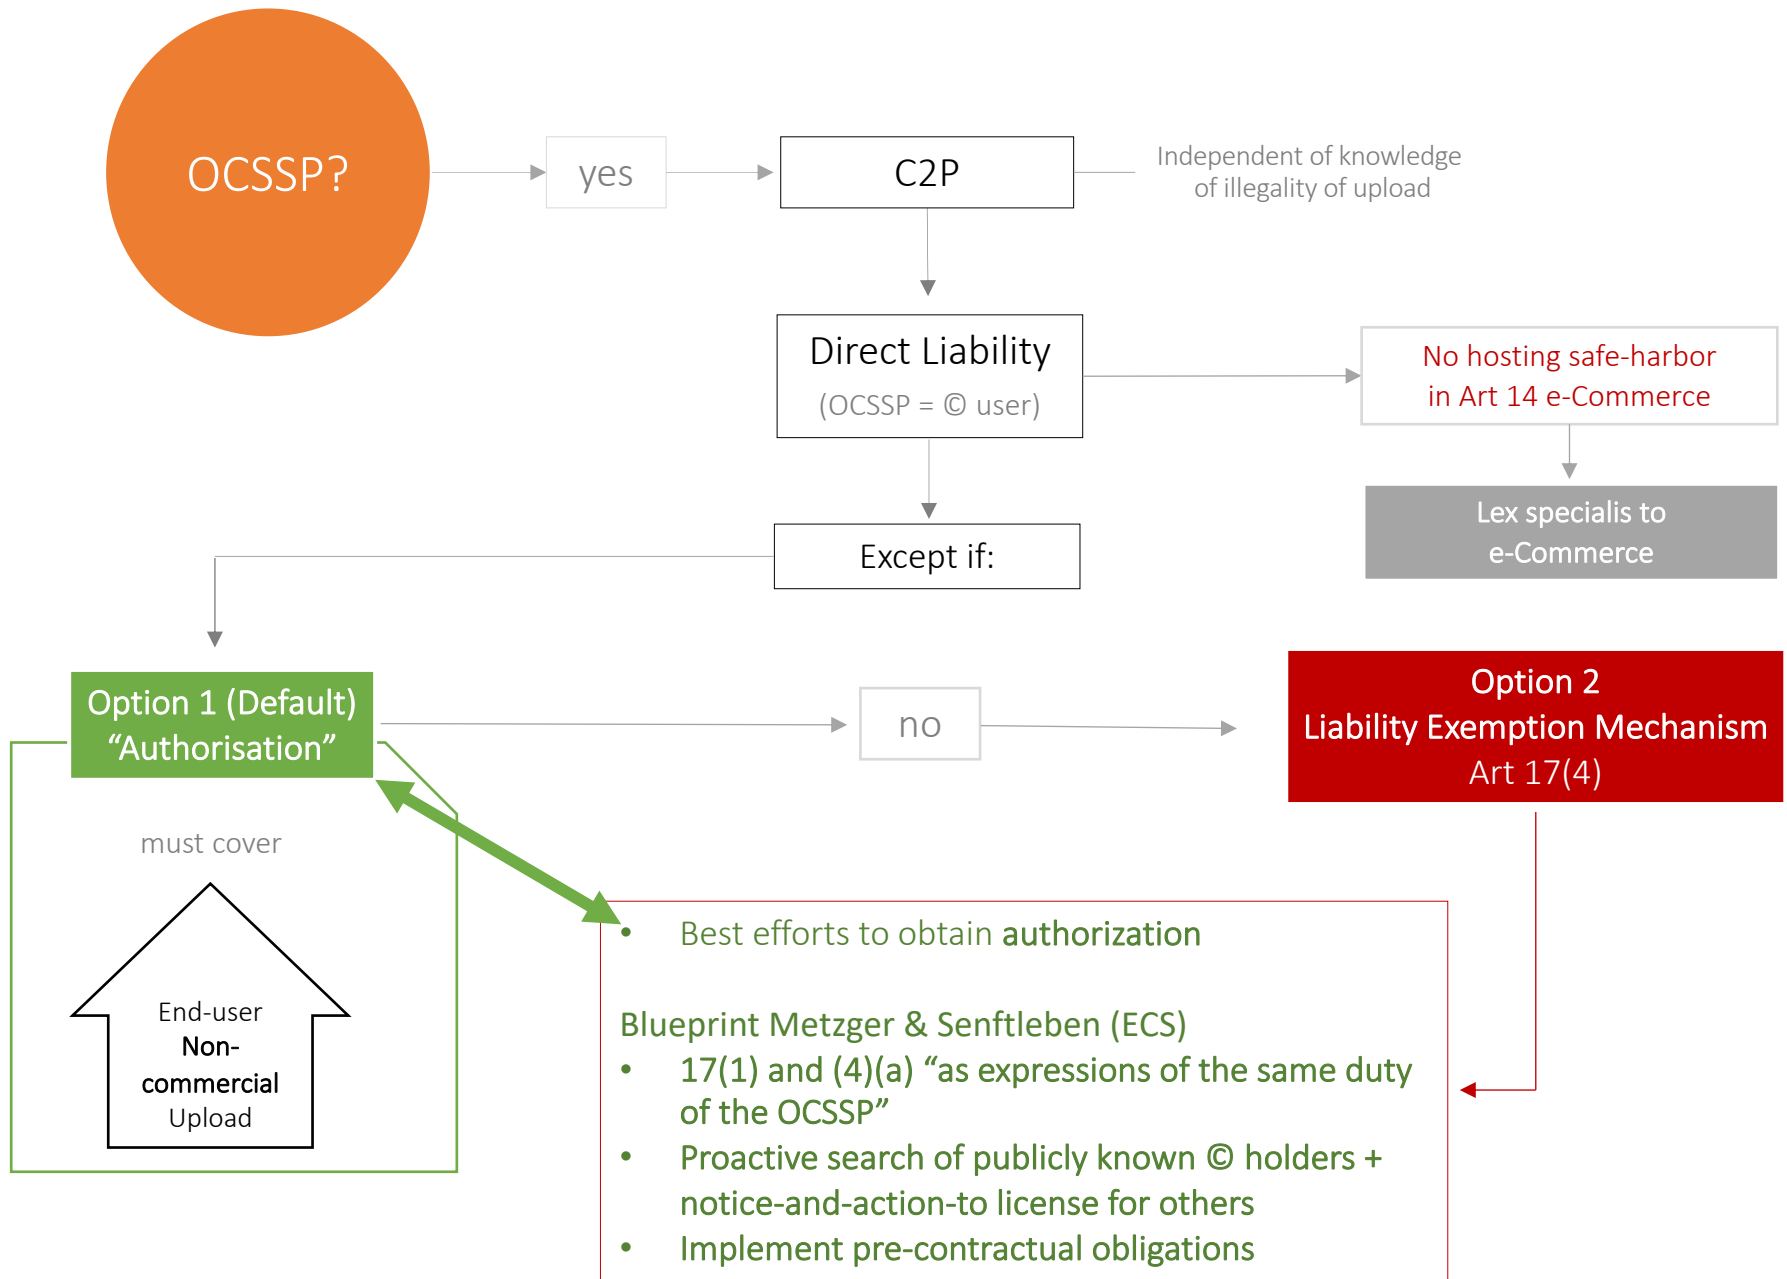 OCSSP?
yes
C2P
Independent of knowledge
of illegality of upload
Direct Liability
(OCSSP = © user)
No hosting safe-harbor
in Art 14 e-Commerce
Lex specialis to
e-Commerce
Except if:
Option 1 (Default)
“Authorisation”
no
Option 2
Liability Exemption Mechanism
Art 17(4)
must cover
End-user
Non-
commercial
Upload
• Best efforts to obtain authorization
Blueprint Metzger & Senftleben (ECS)
• 17(1) and (4)(a) “as expressions of the same duty
of the OCSSP”
• Proactive search of publicly known © holders +
notice-and-action-to license for others
• Implement pre-contractual obligations